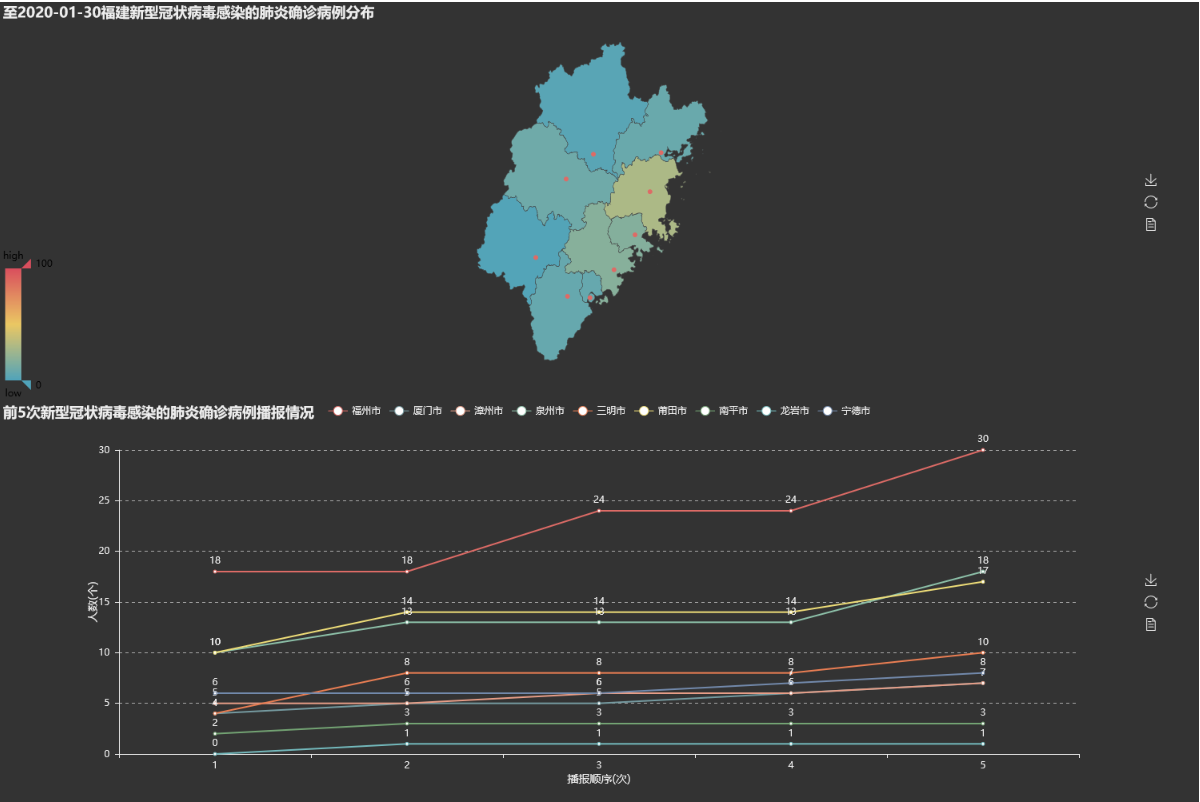 至2020-01-30福建新型冠状病毒感染的肺炎确诊病例分布
high
100
0
low
前5次新型冠状病毒感染的肺炎确诊病例播报情况
福州市 厦门市 漳州市 泉州市 三明市 莆田市 南平市 龙岩市 宁德市
人数(个)
30
25
20
15
10
5
0
18 18 24 24 30
18
17
14 14 14
13 13 13
10
8 8 8 10
7 8
7
6 6 6 6
5 5 5
4
2 3 3 3 3
0 1 1 1 1
1 2 3 4 5
播报顺序(次)